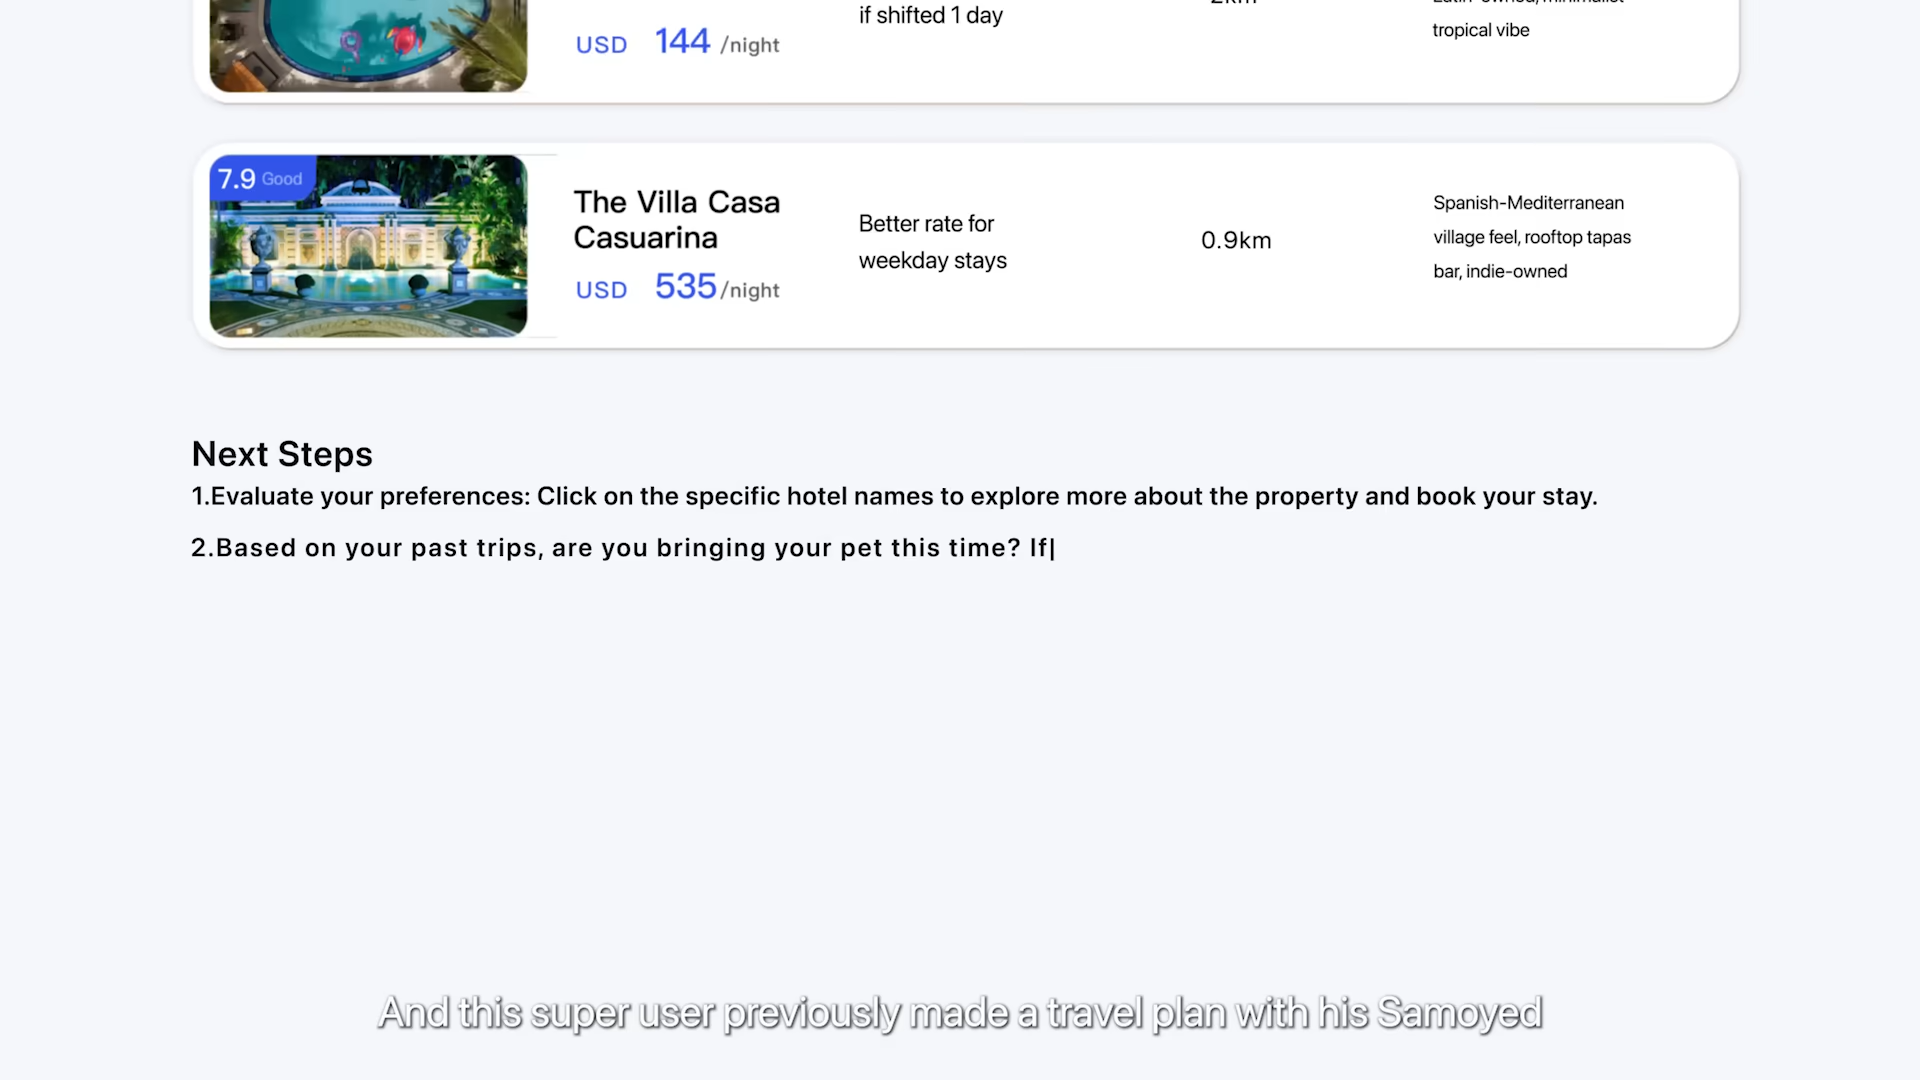 if shifted 1 day
USD 144 /night
tropical vibe
7.9 Good
The Villa Casa
Casuarina
USD 535/night
Better rate for
weekday stays
0.9km
Spanish-Mediterranean
village feel, rooftop tapas
bar, indie-owned
Next Steps
1.Evaluate your preferences: Click on the specific hotel names to explore more about the property and book your stay.
2.Based on your past trips, are you bringing your pet this time? If|
And this super user previously made a travel plan with his Samoyed